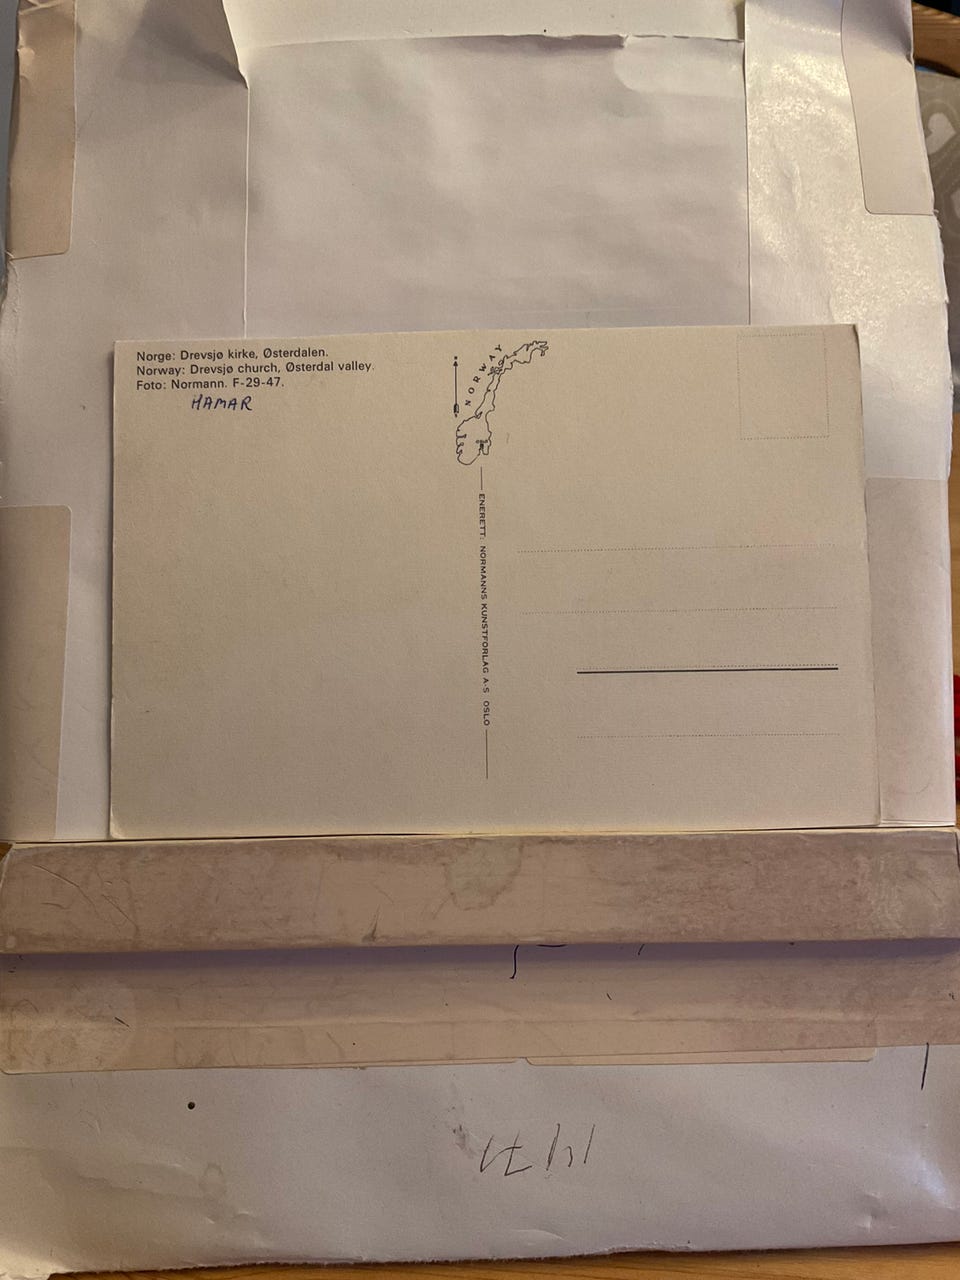 Norge: Drevsjø kirke, Østerdalen.
Norway: Drevsjø church, Østerdal valley.
Foto: Normann. F-29-47.
HAMAR
NORWAY
ENERETT: NORMANNS KUNSTFORLAG A-S OSLO